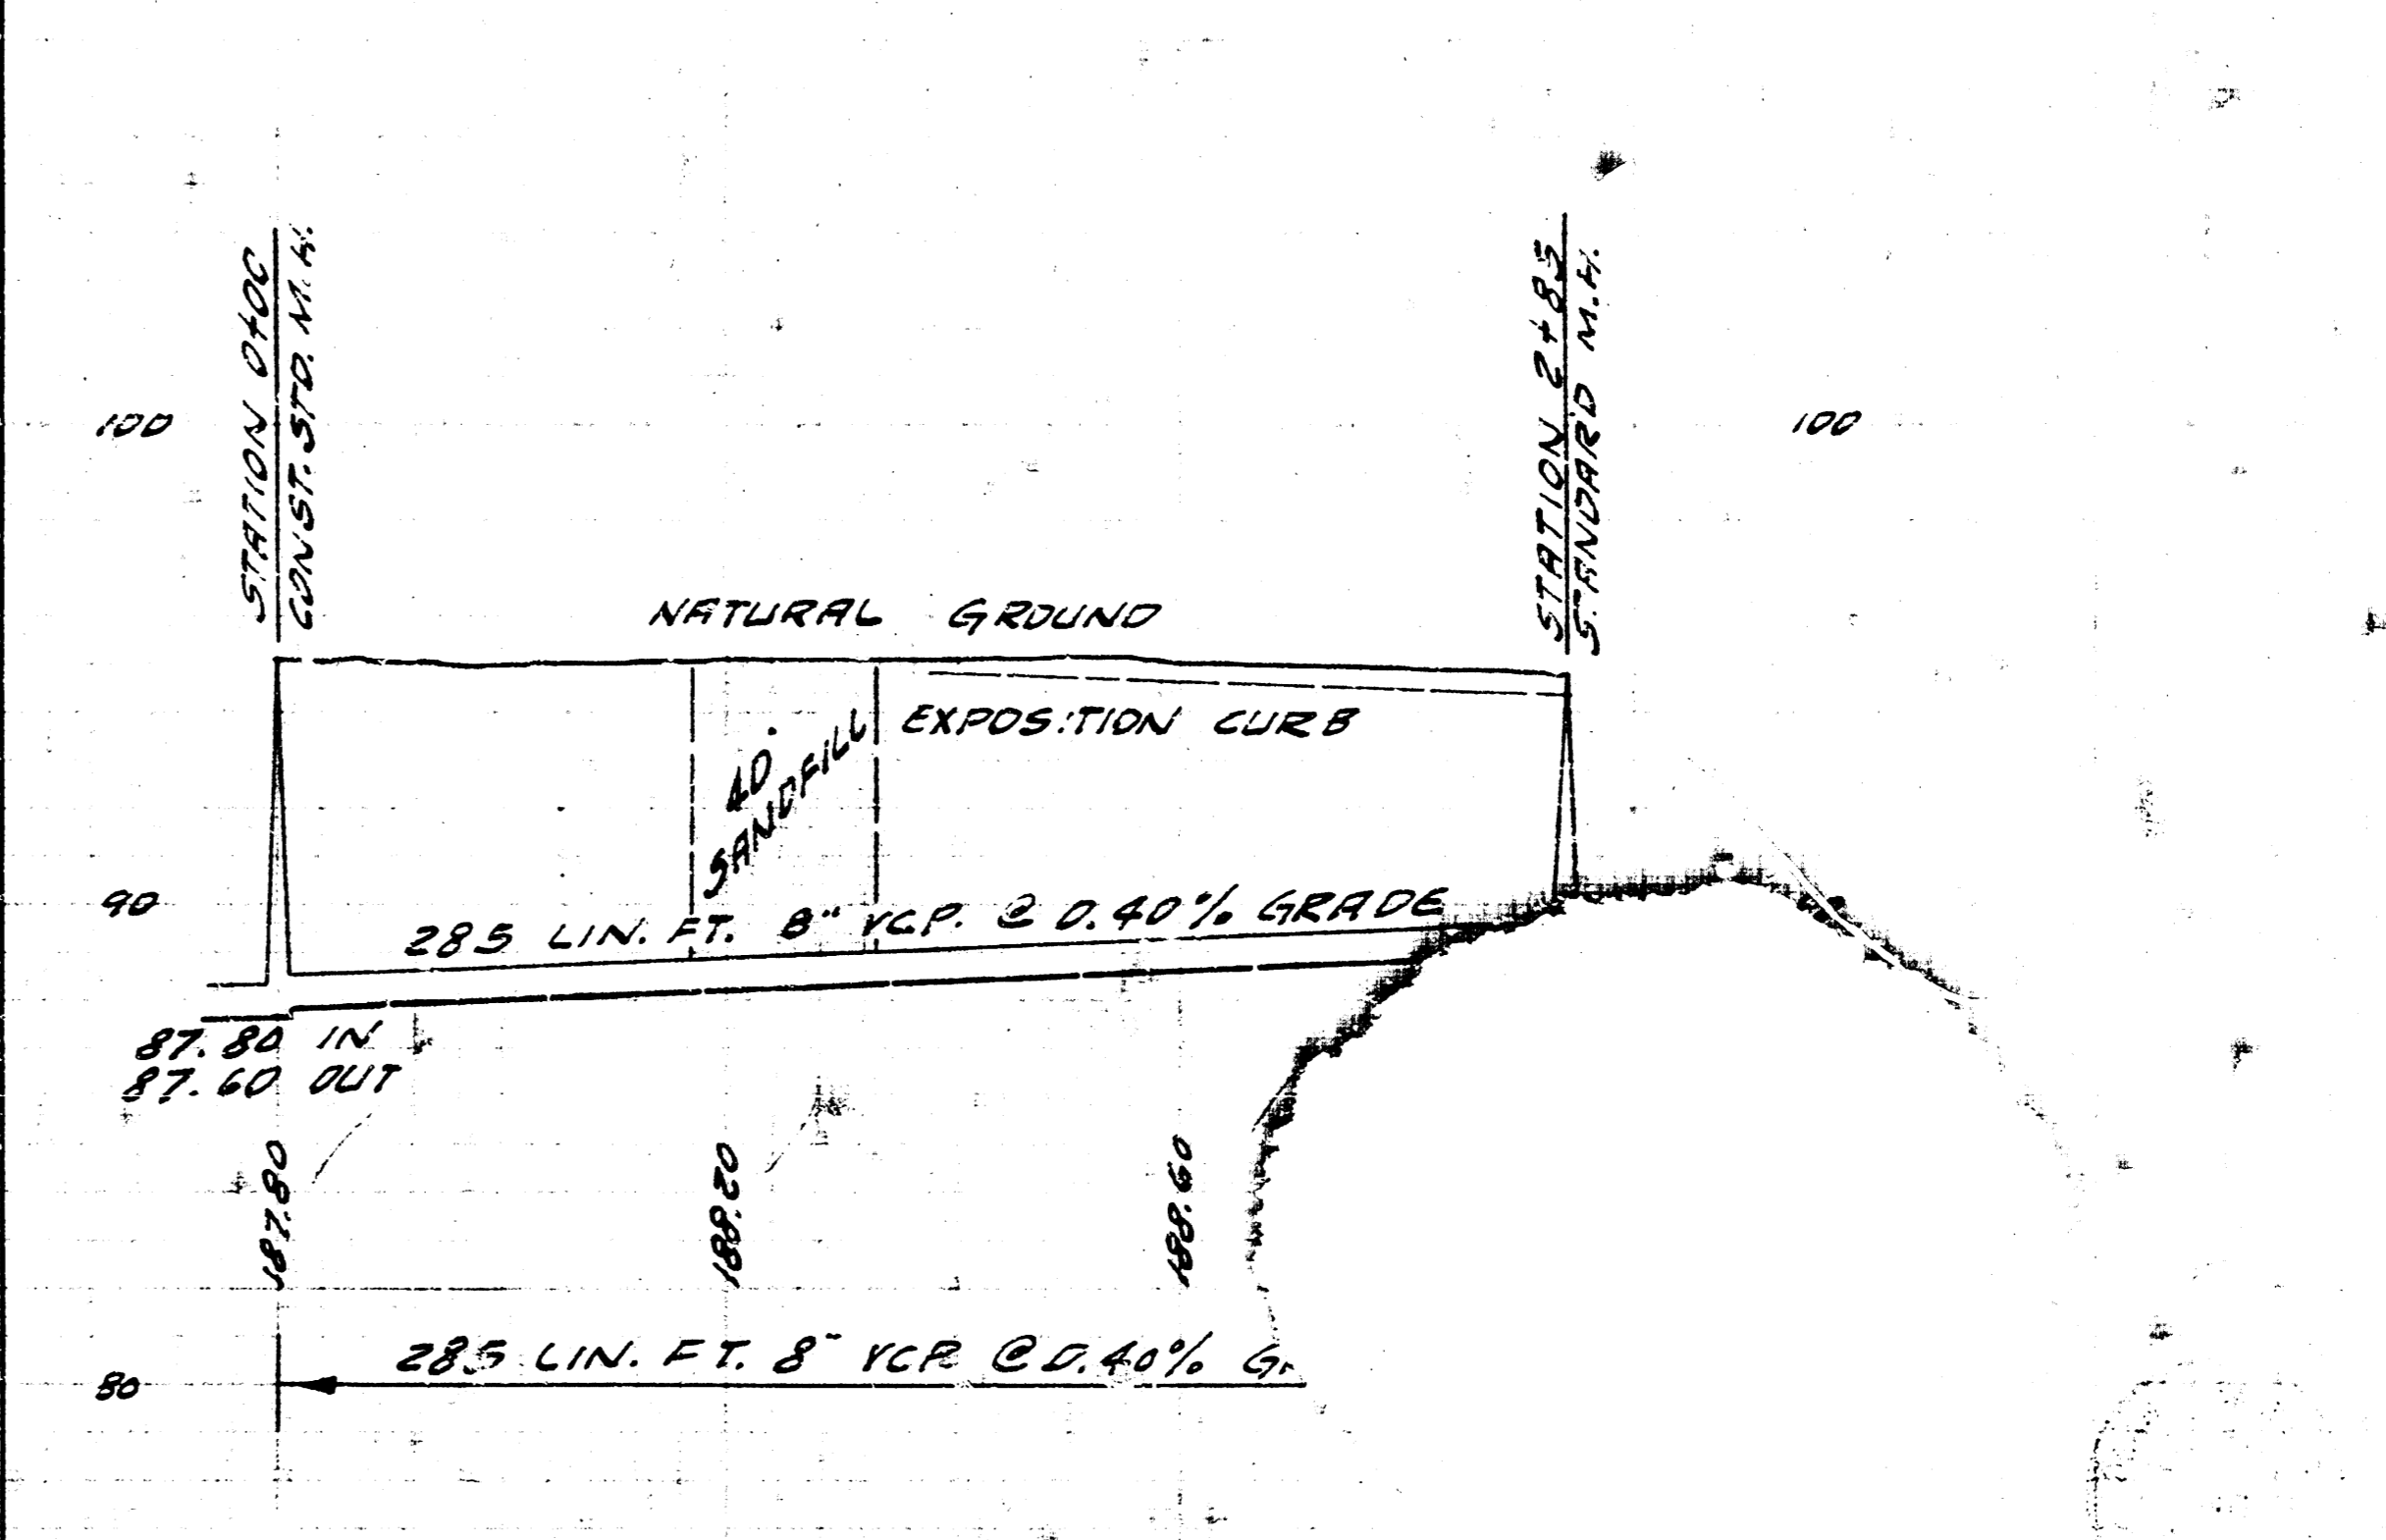 STATION 0+00
CONST. STD. M.H.
STATION 2+85
STANDARD M.H.
100
100
NATURAL GROUND
EXPOSITION CURB
40'
SANDFILL
90
285 LIN. FT. 8" VCP. @ 0.40% GRADE
87.80 IN
87.60 OUT
187.80
188.20
188.60
285 LIN. FT. 8" VCP @ 0.40% G
80